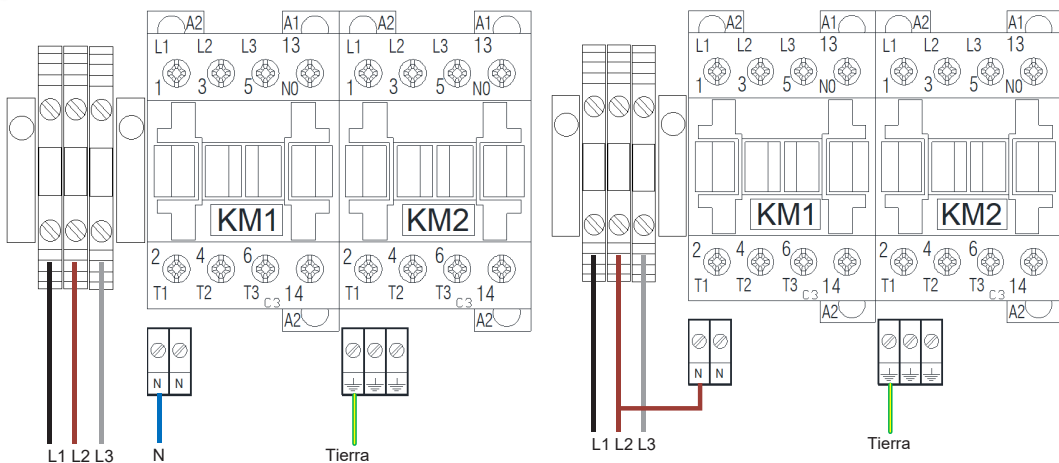 A2 A1 A2 A1
L1 L2 L3 13 L1 L2 L3 13
1 3 5 NO 1 3 5 NO
KM1 KM2
2 4 6 2 4 6
T1 T2 T3 14 T1 T2 T3 14
C3 C3
A2 A2
N N
L1 L2 L3 N Tierra
A2 A1 A2 A1
L1 L2 L3 13 L1 L2 L3 13
1 3 5 NO 1 3 5 NO
KM1 KM2
2 4 6 2 4 6
T1 T2 T3 14 T1 T2 T3 14
C3 C3
A2 A2
N N
L1 L2 L3 Tierra